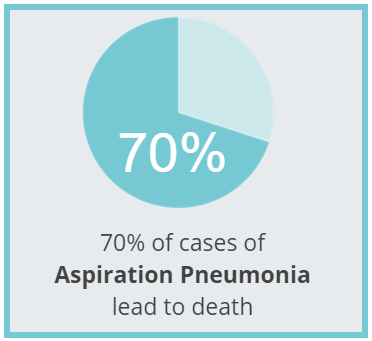 70%
70% of cases of
Aspiration Pneumonia
lead to death